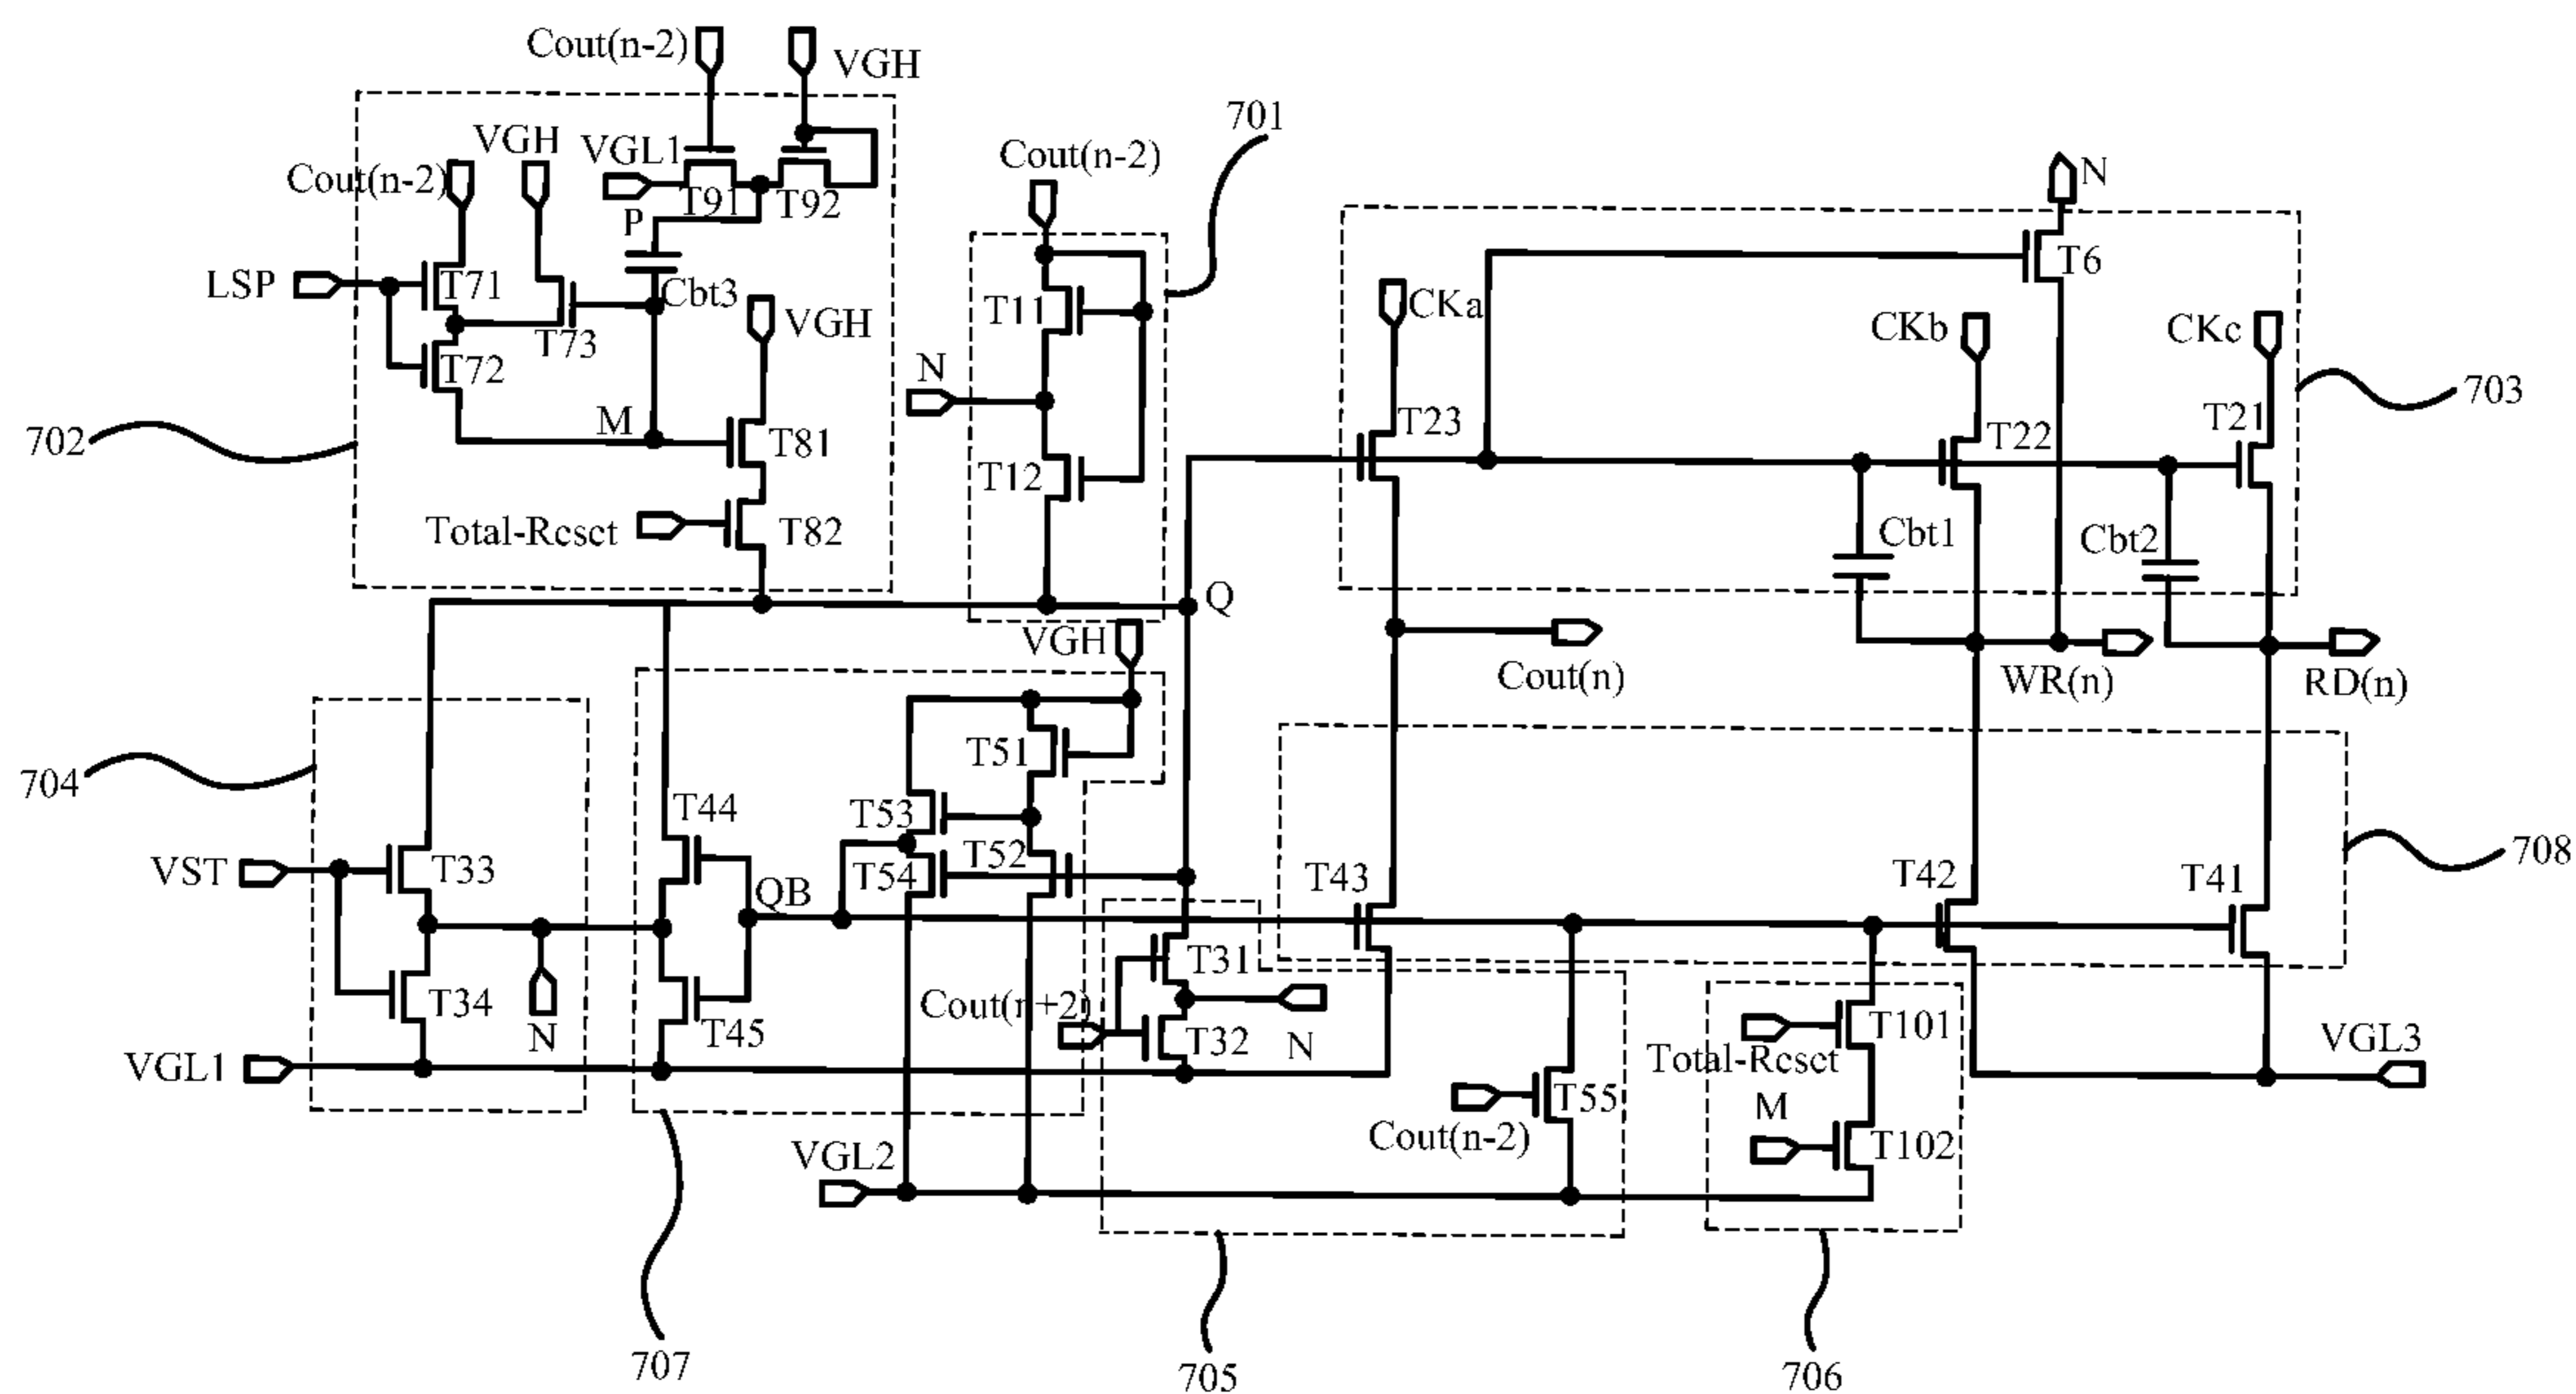 Cout(n-2)
VGH
701
VGH
VGL1
Cout(n-2)
Cout(n-2)
T91
T92
N
P
T6
LSP
T71
Cbt3
T11
CKa
VGH
CKb
CKc
T73
T72
N
703
M
T23
T21
702
T81
T22
T12
Total-Reset
T82
Cbt1
Cbt2
Q
VGH
Cout(n)
WR(n)
RD(n)
T51
704
T44
T53
VST
T33
T54
T52
T43
T42
T41
708
QB
T31
Cout(n+2)
T34
N
T45
T32
N
T101
VGL1
Total-Reset
VGL3
T55
M
Cout(n-2)
T102
VGL2
707
705
706